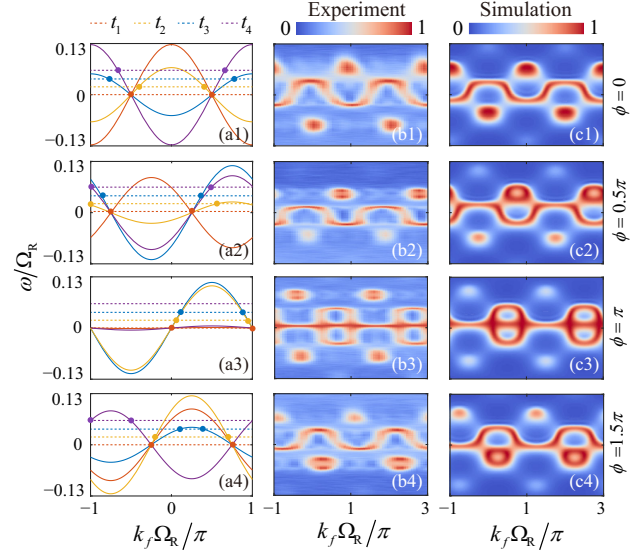 t1 t2 t3 t4
Experiment
Simulation
0 1
0 1
0.13
0
−0.13
(a1)
(b1)
(c1)
ϕ=0
0.13
0
−0.13
(a2)
(b2)
(c2)
ϕ=0.5π
ω/ΩR
0.13
0
−0.13
(a3)
(b3)
(c3)
ϕ=π
0.13
0
−0.13
(a4)
(b4)
(c4)
ϕ=1.5π
−1 0 1
−1 1 3
−1 1 3
kfΩR/π
kfΩR/π
kfΩR/π